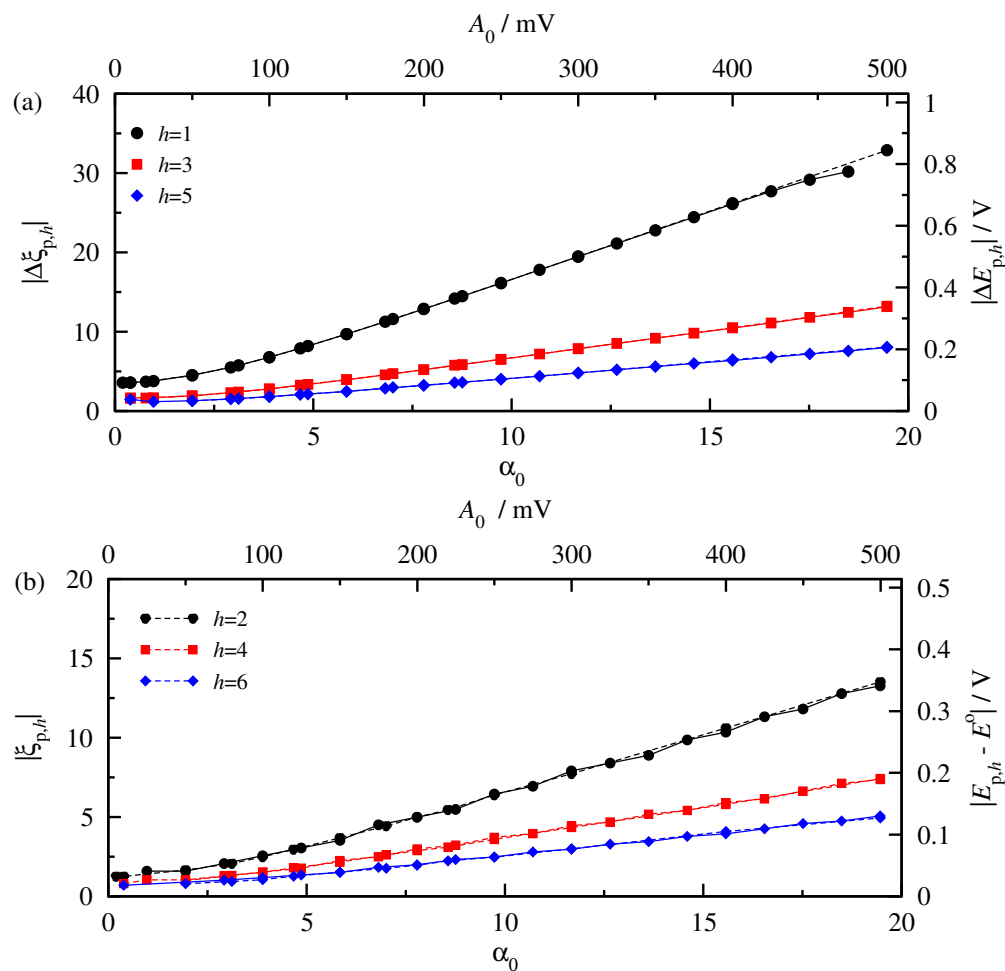 A₀ / mV
0 100 200 300 400 500
(a)
40
30
20
10
0
|Δξp,h|
h=1
h=3
h=5
1
0.8
0.6
0.4
0.2
0
|ΔEp,h| / V
0 5 10 15 20
α₀
A₀ / mV
0 100 200 300 400 500
(b)
20
15
10
5
0
|ξp,h|
h=2
h=4
h=6
0.5
0.4
0.3
0.2
0.1
0
|Ep,h - Eº| / V
0 5 10 15 20
α₀